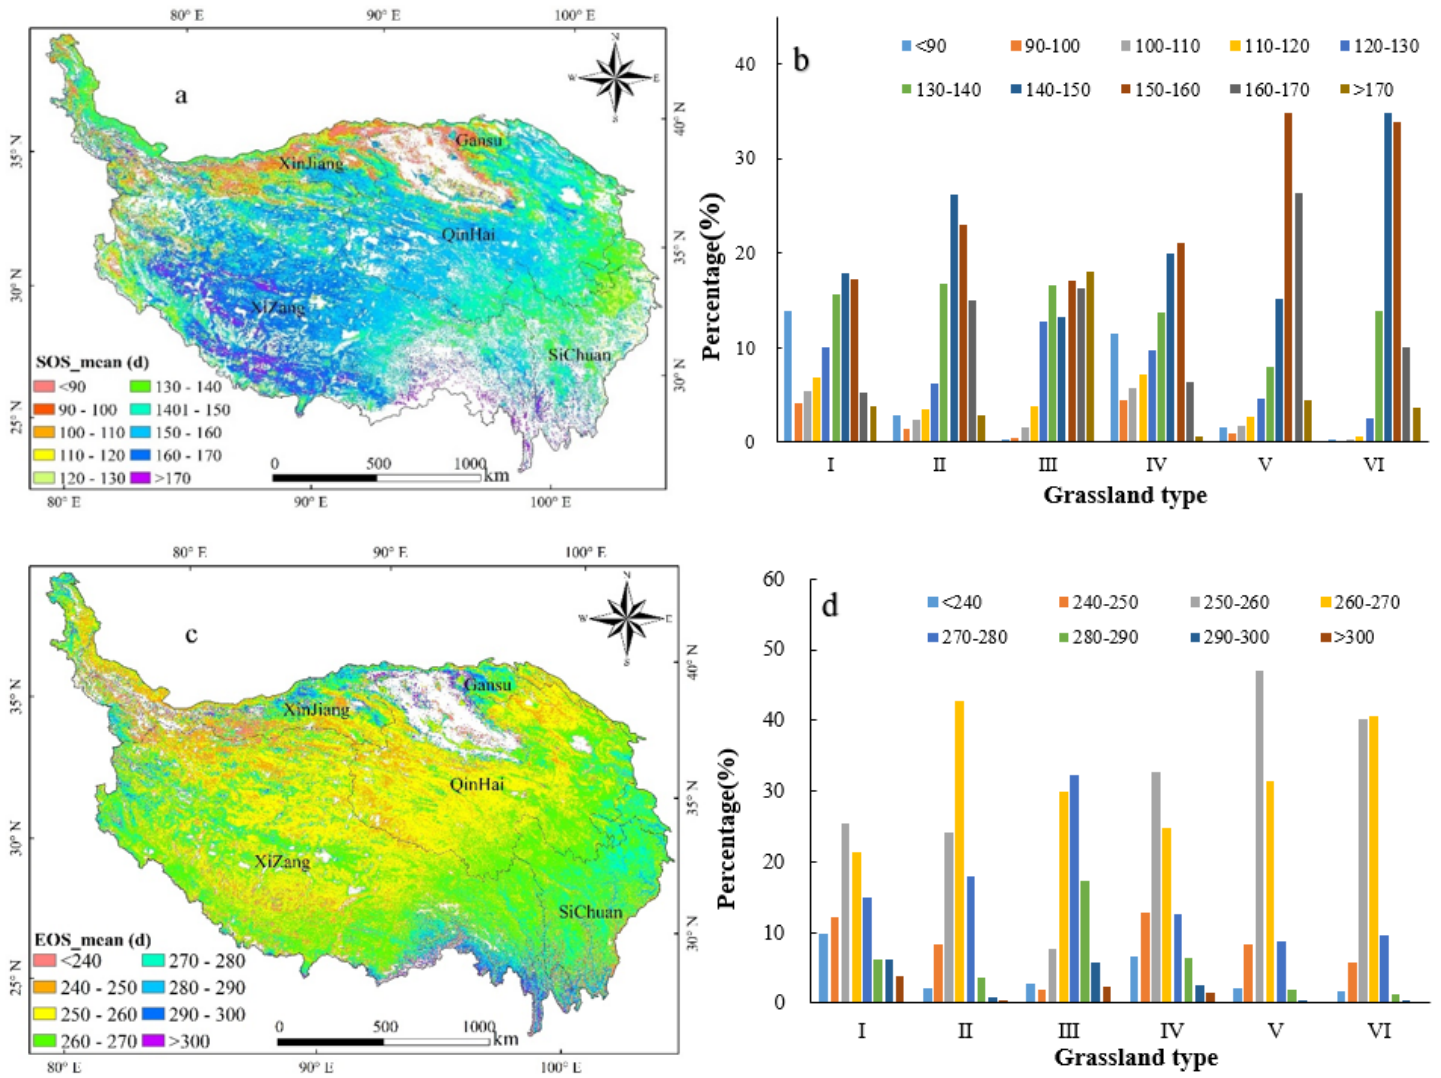 80° E 90° E 100° E
a
N
W E
S
40° N
35° N
30° N
35° N
30° N
25° N
XinJiang
Gansu
QinHai
XiZang
SiChuan
SOS_mean (d)
<90 130 - 140
90 - 100 1401 - 150
100 - 110 150 - 160
110 - 120 160 - 170
120 - 130 >170
0 500 1000 km
80° E 90° E 100° E
b
<90 90-100 100-110 110-120 120-130
130-140 140-150 150-160 160-170 >170
Percentage(%)
40
30
20
10
0
I II III IV V VI
Grassland type
80° E 90° E 100° E
c
N
W E
S
40° N
35° N
30° N
35° N
30° N
25° N
XinJiang
Gansu
QinHai
XiZang
SiChuan
EOS_mean (d)
<240 270 - 280
240 - 250 280 - 290
250 - 260 290 - 300
260 - 270 >300
0 500 1000 km
80° E 90° E 100° E
d
<240 240-250 250-260 260-270
270-280 280-290 290-300 >300
Percentage(%)
60
50
40
30
20
10
0
I II III IV V VI
Grassland type